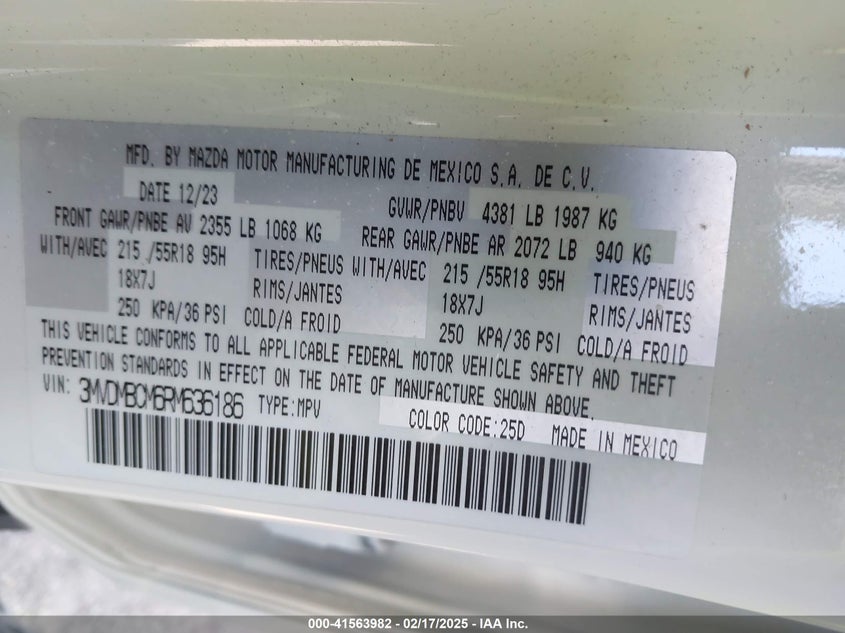 MFD. BY MAZDA MOTOR MANUFACTURING DE MEXICO S.A. DE C.V.
DATE 12/23 GVWR/PNBV 4381 LB 1987 KG
FRONT GAWR/PNBE AV 2355 LB 1068 KG REAR GAWR/PNBE AR 2072 LB 940 KG
WITH/AVEC 215 /55R18 95H TIRES/PNEUS WITH/AVEC 215 /55R18 95H TIRES/PNEUS
18X7J RIMS/JANTES 18X7J RIMS/JANTES
250 KPA/36 PSI COLD/A FROID 250 KPA/36 PSI COLD/A FROID
THIS VEHICLE CONFORMS TO ALL APPLICABLE FEDERAL MOTOR VEHICLE SAFETY AND THEFT
PREVENTION STANDARDS IN EFFECT ON THE DATE OF MANUFACTURE SHOWN ABOVE.
VIN: 3MVDMBCM6RM636186 TYPE:MPV
COLOR CODE:25D MADE IN MEXICO
000-41563982 - 02/17/2025 - IAA Inc.